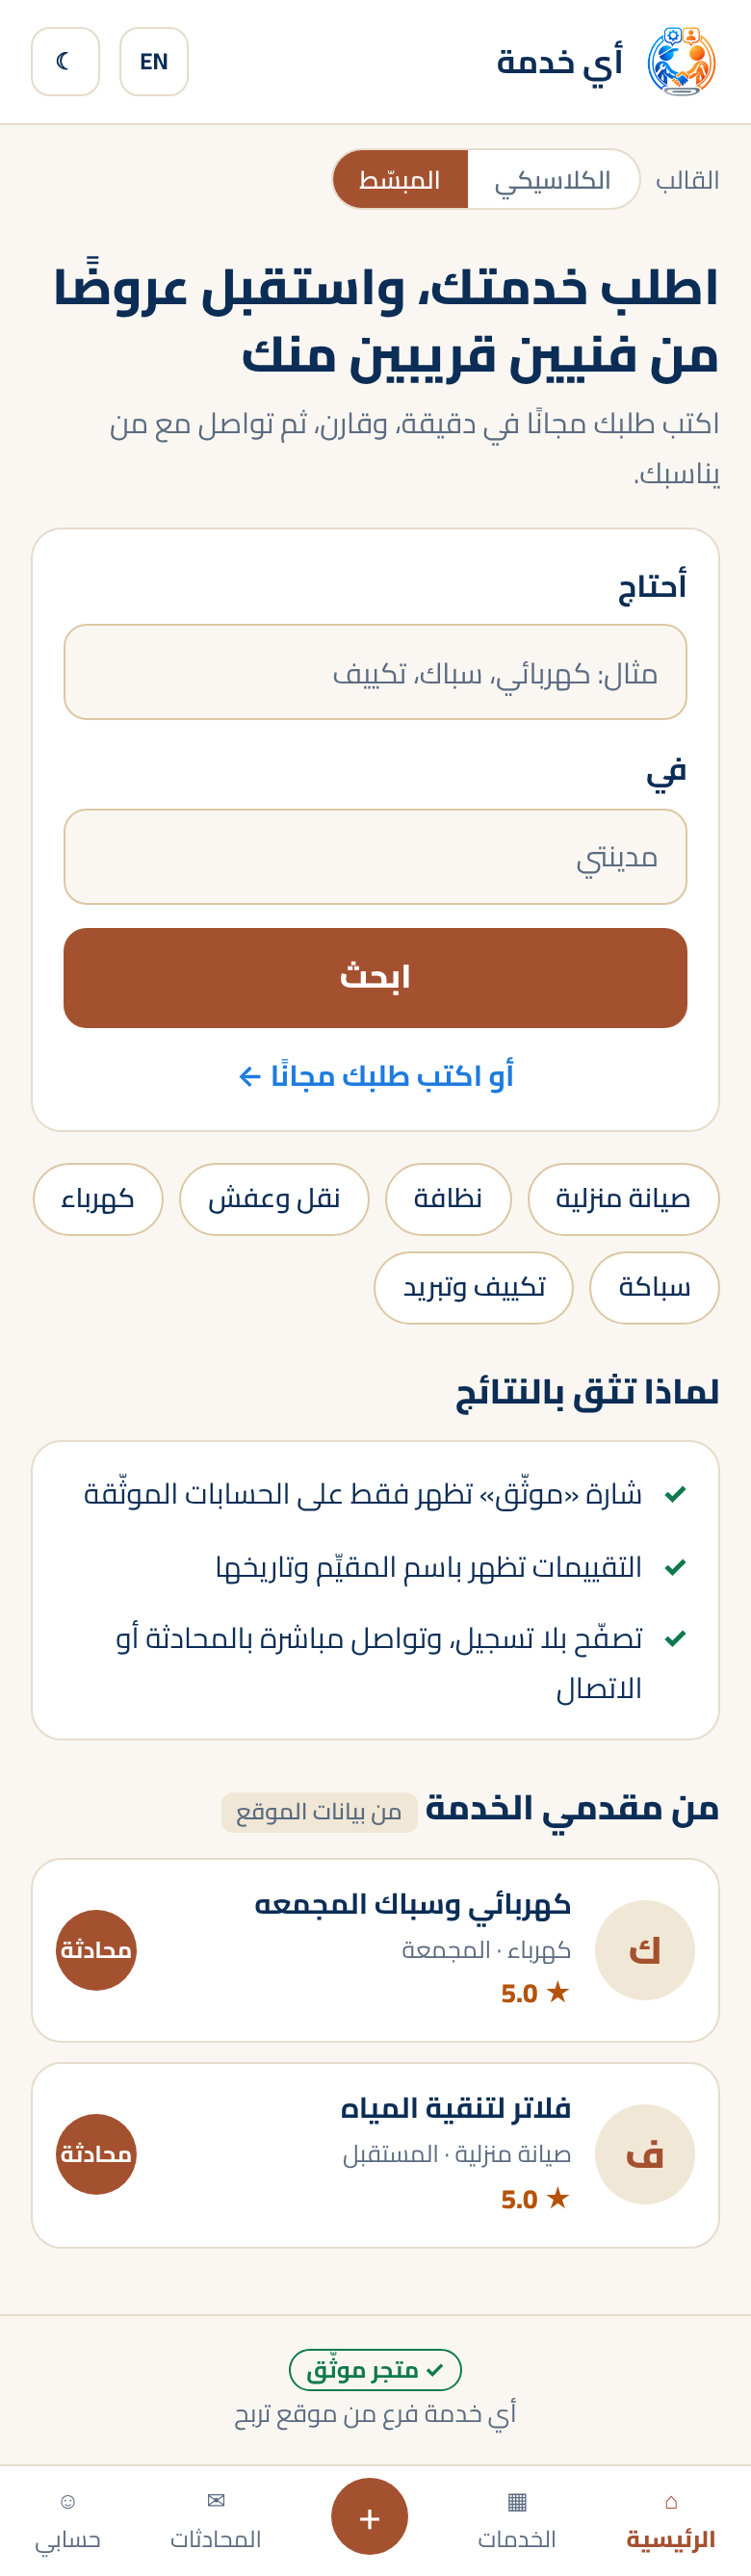 أي خدمة
EN
القالب
الكلاسيكي
المبسّط
اطلب خدمتك، واستقبل عروضًا
من فنيين قريبين منك
اكتب طلبك مجانًا في دقيقة، وقارن، ثم تواصل مع من
يناسبك.
أحتاج
مثال: كهربائي، سباك، تكييف
في
مدينتي
ابحث
أو اكتب طلبك مجانًا ←
صيانة منزلية
نظافة
نقل وعفش
كهرباء
سباكة
تكييف وتبريد
لماذا تثق بالنتائج
✓ شارة «موثّق» تظهر فقط على الحسابات الموثّقة
✓ التقييمات تظهر باسم المقيِّم وتاريخها
✓ تصفّح بلا تسجيل، وتواصل مباشرة بالمحادثة أو
الاتصال
من مقدمي الخدمة
من بيانات الموقع
ك
كهربائي وسباك المجمعه
كهرباء · المجمعة
★ 5.0
محادثة
ف
فلاتر لتنقية المياه
صيانة منزلية · المستقبل
★ 5.0
محادثة
✓ متجر موثّق
أي خدمة فرع من موقع تربح
الرئيسية
الخدمات
+
المحادثات
حسابي